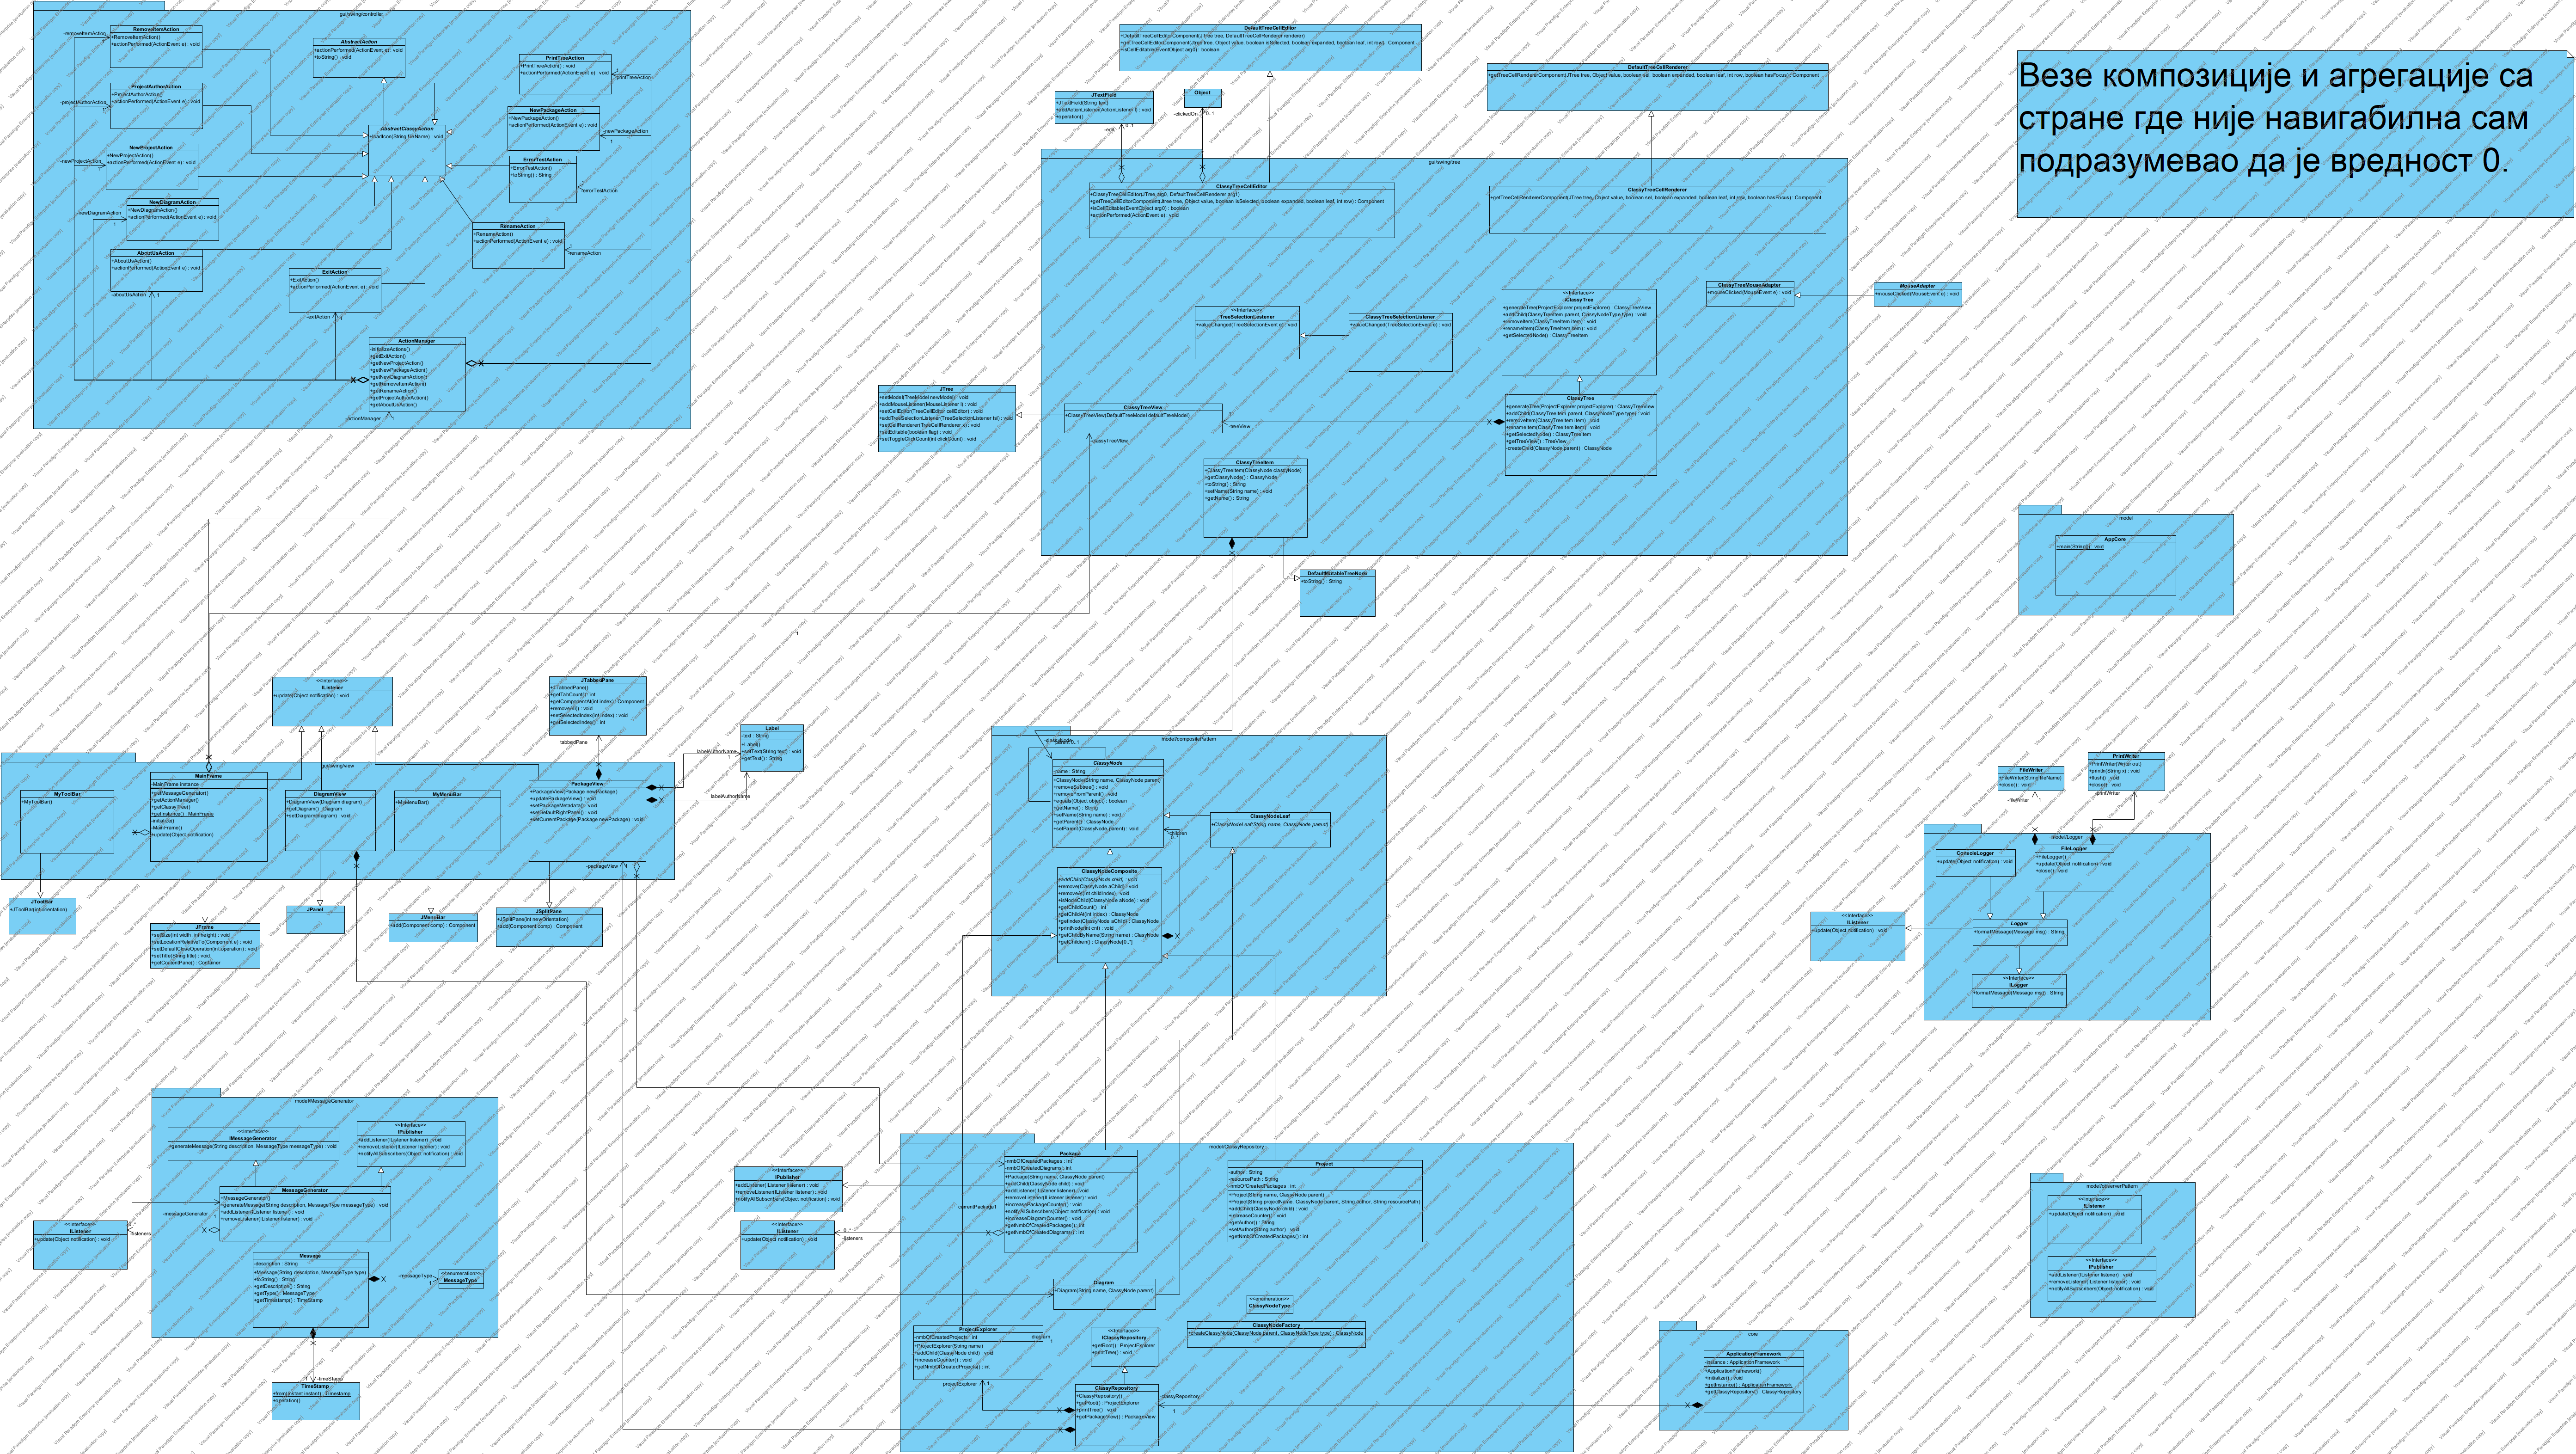 Везе композиције и агрегације са
стране где није навигабилна сам
подразумевао да је вредност 0.
gui/swing/controller
RemoveItemAction
+RemoveItemAction()
+actionPerformed(ActionEvent e) : void
-removeItemAction
AbstractAction
+actionPerformed(ActionEvent e) : void
+toString() : void
PrintTreeAction
+PrintTreeAction() : void
+actionPerformed(ActionEvent e) : void
ProjectAuthorAction
+ProjectAuthorAction()
+actionPerformed(ActionEvent e) : void
-projectAuthorAction
NewPackageAction
+NewPackageAction()
+actionPerformed(ActionEvent e) : void
-newPackageAction
AbstractClassyAction
+loadIcon(String fileName) : void
NewProjectAction
+NewProjectAction()
+actionPerformed(ActionEvent e) : void
-newProjectAction
ErrorTestAction
+ErrorTestAction()
+toString() : String
-errorTestAction
NewDiagramAction
+NewDiagramAction()
+actionPerformed(ActionEvent e) : void
-newDiagramAction
RenameAction
+RenameAction()
+actionPerformed(ActionEvent e) : void
-renameAction
AboutUsAction
+AboutUsAction()
+actionPerformed(ActionEvent e) : void
-aboutUsAction
ExitAction
+ExitAction()
+actionPerformed(ActionEvent e) : void
-exitAction
ActionManager
-initializeActions()
+getExitAction()
+getNewProjectAction()
+getNewPackageAction()
+getNewDiagramAction()
+getRemoveItemAction()
+getRenameAction()
+getProjectAuthorAction()
+getAboutUsAction()
-actionManager
DefaultTreeCellEditor
+DefaultTreeCellEditorComponent(JTree tree, DefaultTreeCellRenderer renderer)
+getTreeCellEditorComponent(Jtree tree, Object value, boolean isSelected, boolean expanded, boolean leaf, int row) : Component
+isCellEditable(EventObject arg0) : boolean
DefaultTreeCellRenderer
+getTreeCellRendererComponent(JTree tree, Object value, boolean sel, boolean expanded, boolean leaf, int row, boolean hasFocus) : Component
JTextField
+JTextField(String text)
+addActionListener(ActionListener l) : void
+operation()
Object
-clickedOn
0..1
-edit
0..1
gui/swing/tree
ClassyTreeCellEditor
+ClassyTreeCellEditor(JTree arg0, DefaultTreeCellRenderer arg1)
+getTreeCellEditorComponent(Jtree tree, Object value, boolean isSelected, boolean expanded, boolean leaf, int row) : Component
+isCellEditable(EventObject arg0) : boolean
+actionPerformed(ActionEvent e) : void
ClassyTreeCellRenderer
+getTreeCellRendererComponent(JTree tree, Object value, boolean sel, boolean expanded, boolean leaf, int row, boolean hasFocus) : Component
ClassyTreeMouseAdapter
+mouseClicked(MouseEvent e) : void
MouseAdapter
+mouseClicked(MouseEvent e) : void
<<Interface>>
TreeSelectionListener
+valueChanged(TreeSelectionEvent e) : void
ClassyTreeSelectionListener
+valueChanged(TreeSelectionEvent e) : void
<<Interface>>
IClassyTree
+generateTree(ProjectExplorer projectExplorer) : ClassyTreeView
+addChild(ClassyTreeItem parent, ClassyNodeType type) : void
+removeItem(ClassyTreeItem item) : void
+renameItem(ClassyTreeItem item) : void
+getSelectedNode() : ClassyTreeItem
JTree
+setModel(TreeModel newModel) : void
+addMouseListener(MouseListener l) : void
+setCellEditor(TreeCellEditor cellEditor) : void
+addTreeSelectionListener(TreeSelectionListener tsl) : void
+setCellRenderer(TreeCellRenderer x) : void
+setEditable(boolean flag) : void
+setToggleClickCount(int clickCount) : void
ClassyTreeView
+ClassyTreeView(DefaultTreeModel defaultTreeModel)
-classyTreeView
-treeView
ClassyTree
+generateTree(ProjectExplorer projectExplorer) : ClassyTreeView
+addChild(ClassyTreeItem parent, ClassyNodeType type) : void
+removeItem(ClassyTreeItem item) : void
+renameItem(ClassyTreeItem item) : void
+getSelectedNode() : ClassyTreeItem
+getTreeView() : TreeView
-createChild(ClassyNode parent) : ClassyNode
ClassyTreeItem
+ClassyTreeItem(ClassyNode classyNode)
+getClassyNode() : ClassyNode
+toString() : String
+setName(String name) : void
+getName() : String
DefaultMutableTreeNode
+toString() : String
model
AppCore
+main(String[]) : void
<<Interface>>
IListener
+update(Object notification) : void
JTabbedPane
+JTabbedPane()
+getTabCount() : int
+getComponentAt(int index) : Component
+removeAll() : void
+setSelectedIndex(int index) : void
+getSelectedIndex() : int
tabbedPane
Label
-text : String
+Label()
+setText(String text) : void
+getText() : String
labelAuthorName
labelAuthorName
gui/swing/view
MyToolBar
+MyToolBar()
MainFrame
-MainFrame instance
+getMessageGenerator()
+getActionManager()
+getClassyTree()
+getInstance() : MainFrame
-initialize()
-MainFrame()
+update(Object notification)
DiagramView
+DiagramView(Diagram diagram)
+getDiagram() : Diagram
+setDiagram(diagram) : void
MyMenuBar
+MyMenuBar()
PackageView
+PackageView(Package newPackage)
+updatePackageView() : void
+setPackageMetadata() : void
+setDefaultRightPanel() : void
+setCurrentPackage(Package newPackage) : void
-packageView
JToolBar
+JToolBar(int orientation)
JFrame
+setSize(int width, int height)
+setLocationRelativeTo(Component e) : void
+setDefaultCloseOperation(int operation) : void
+setTitle(String title) : void
+getContentPane() : Container
JPanel
JMenuBar
+add(Component comp) : Component
JSplitPane
+JSplitPane(int newOrientation)
+add(Component comp) : Component
model/compositePattern
ClassyNode
-name : String
+ClassyNode(String name, ClassyNode parent)
+removeSubtree() : void
+removeFromParent() : void
+equals(Object object) : boolean
+getName() : String
+setName(String name) : void
+getParent() : ClassyNode
+setParent(ClassyNode parent) : void
ClassyNodeLeaf
+ClassyNodeLeaf(String name, ClassyNode parent)
ClassyNodeComposite
+addChild(ClassyNode child) : void
+remove(ClassyNode aChild) : void
+removeAt(int childIndex) : void
+isNodeChild(ClassyNode aNode) : void
+getChildCount() : int
+getChildAt(int index) : ClassyNode
+getIndex(ClassyNode aChild) : ClassyNode
+printNode(int cnt) : void
+getChildByName(String name) : ClasyNode
+getChildren() : ClassyNode[0..*]
FileWriter
+FileWriter(String fileName)
+close() : void
-fileWriter
PrintWriter
+PrintWriter(Writer out)
+println(String x) : void
+flush() : void
+close() : void
-printWriter
model/Logger
ConsoleLogger
+update(Object notification) : void
FileLogger
+FileLogger()
+update(Object notification) : void
+close() : void
<<Interface>>
IListener
+update(Object notification) : void
Logger
+formatMessage(Message msg) : String
<<Interface>>
ILogger
+formatMessage(Message msg) : String
model/MessageGenerator
<<Interface>>
IMessageGenerator
+generateMessage(String description, MessageType messageType) : void
<<Interface>>
IPublisher
+addListener(IListener listener) : void
+removeListener(IListener listener) : void
+notifyAllSubscribers(Object notification) : void
MessageGenerator
+MessageGenerator()
+generateMessage(String description, MessageType messageType) : void
+addListener(IListener listener) : void
+removeListener(IListener listener) : void
-messageGenerator
<<Interface>>
IListener
+update(Object notification) : void
-listeners
Message
-description : String
+Message(String description, MessageType type)
+toString() : String
+getDescription() : String
+getType() : MessageType
+getTimestamp() : TimeStamp
-messageType
<<enumeration>>
MessageType
-timeStamp
TimeStamp
+from(Instant instant) : Timestamp
+operation()
model/ClassyRepository
<<Interface>>
IPublisher
+addListener(IListener listener) : void
+removeListener(IListener listener) : void
+notifyAllSubscribers(Object notification) : void
<<Interface>>
IListener
+update(Object notification) : void
0..*
-listeners
Package
-nmbOfCreatedPackages : int
-nmbOfCreatedDiagrams : int
+Package(String name, ClassyNode parent)
+addChild(ClassyNode child) : void
+addListener(IListener listener) : void
+removeListener(IListener listener) : void
+increasePackageCounter() : void
+notifyAllSubscribers(Object notification) : void
+increaseDiagramCounter() : void
+getNmbOfCreatedPackages() : int
+getNmbOfCreatedDiagrams() : int
currentPackage1
Project
-author : String
-resourcePath : String
-nmbOfCreatedPackages : int
+Project(String name, ClassyNode parent)
+Project(String projectName, ClassyNode parent, String author, String resourcePath)
+addChild(ClassyNode child) : void
+increaseCounter() : void
+getAuthor() : String
+setAuthor(String author) : void
+getNmbOfCreatedPackages() : int
Diagram
+Diagram(String name, ClassyNode parent)
diagram
<<enumeration>>
ClassyNodeType
ClassyNodeFactory
+createClassyNode(ClassyNode parent, ClassyNodeType type) : ClassyNode
ProjectExplorer
-nmbOfCreatedProjects : int
+ProjectExplorer(String name)
+addChild(ClassyNode child) : void
+increaseCounter() : void
+getNmbOfCreatedProjects() : int
projectExplorer
<<Interface>>
IClassyRepository
+getRoot() : ProjectExplorer
+printTree() : void
ClassyRepository
+ClassyRepository()
+getRoot() : ProjectExplorer
+printTree() : void
+getPackageView() : PackageView
-classyRepository
model/observerPattern
<<Interface>>
IListener
+update(Object notification) : void
<<Interface>>
IPublisher
+addListener(IListener listener) : void
+removeListener(IListener listener) : void
+notifyAllSubscribers(Object notification) : void
core
ApplicationFramework
-instance : ApplicationFramework
+ApplicationFramework()
+initialize() : void
+getInstance() : ApplicationFramework
+getClassyRepository() : ClassyRepository
Visual Paradigm Enterprise [evaluation copy]